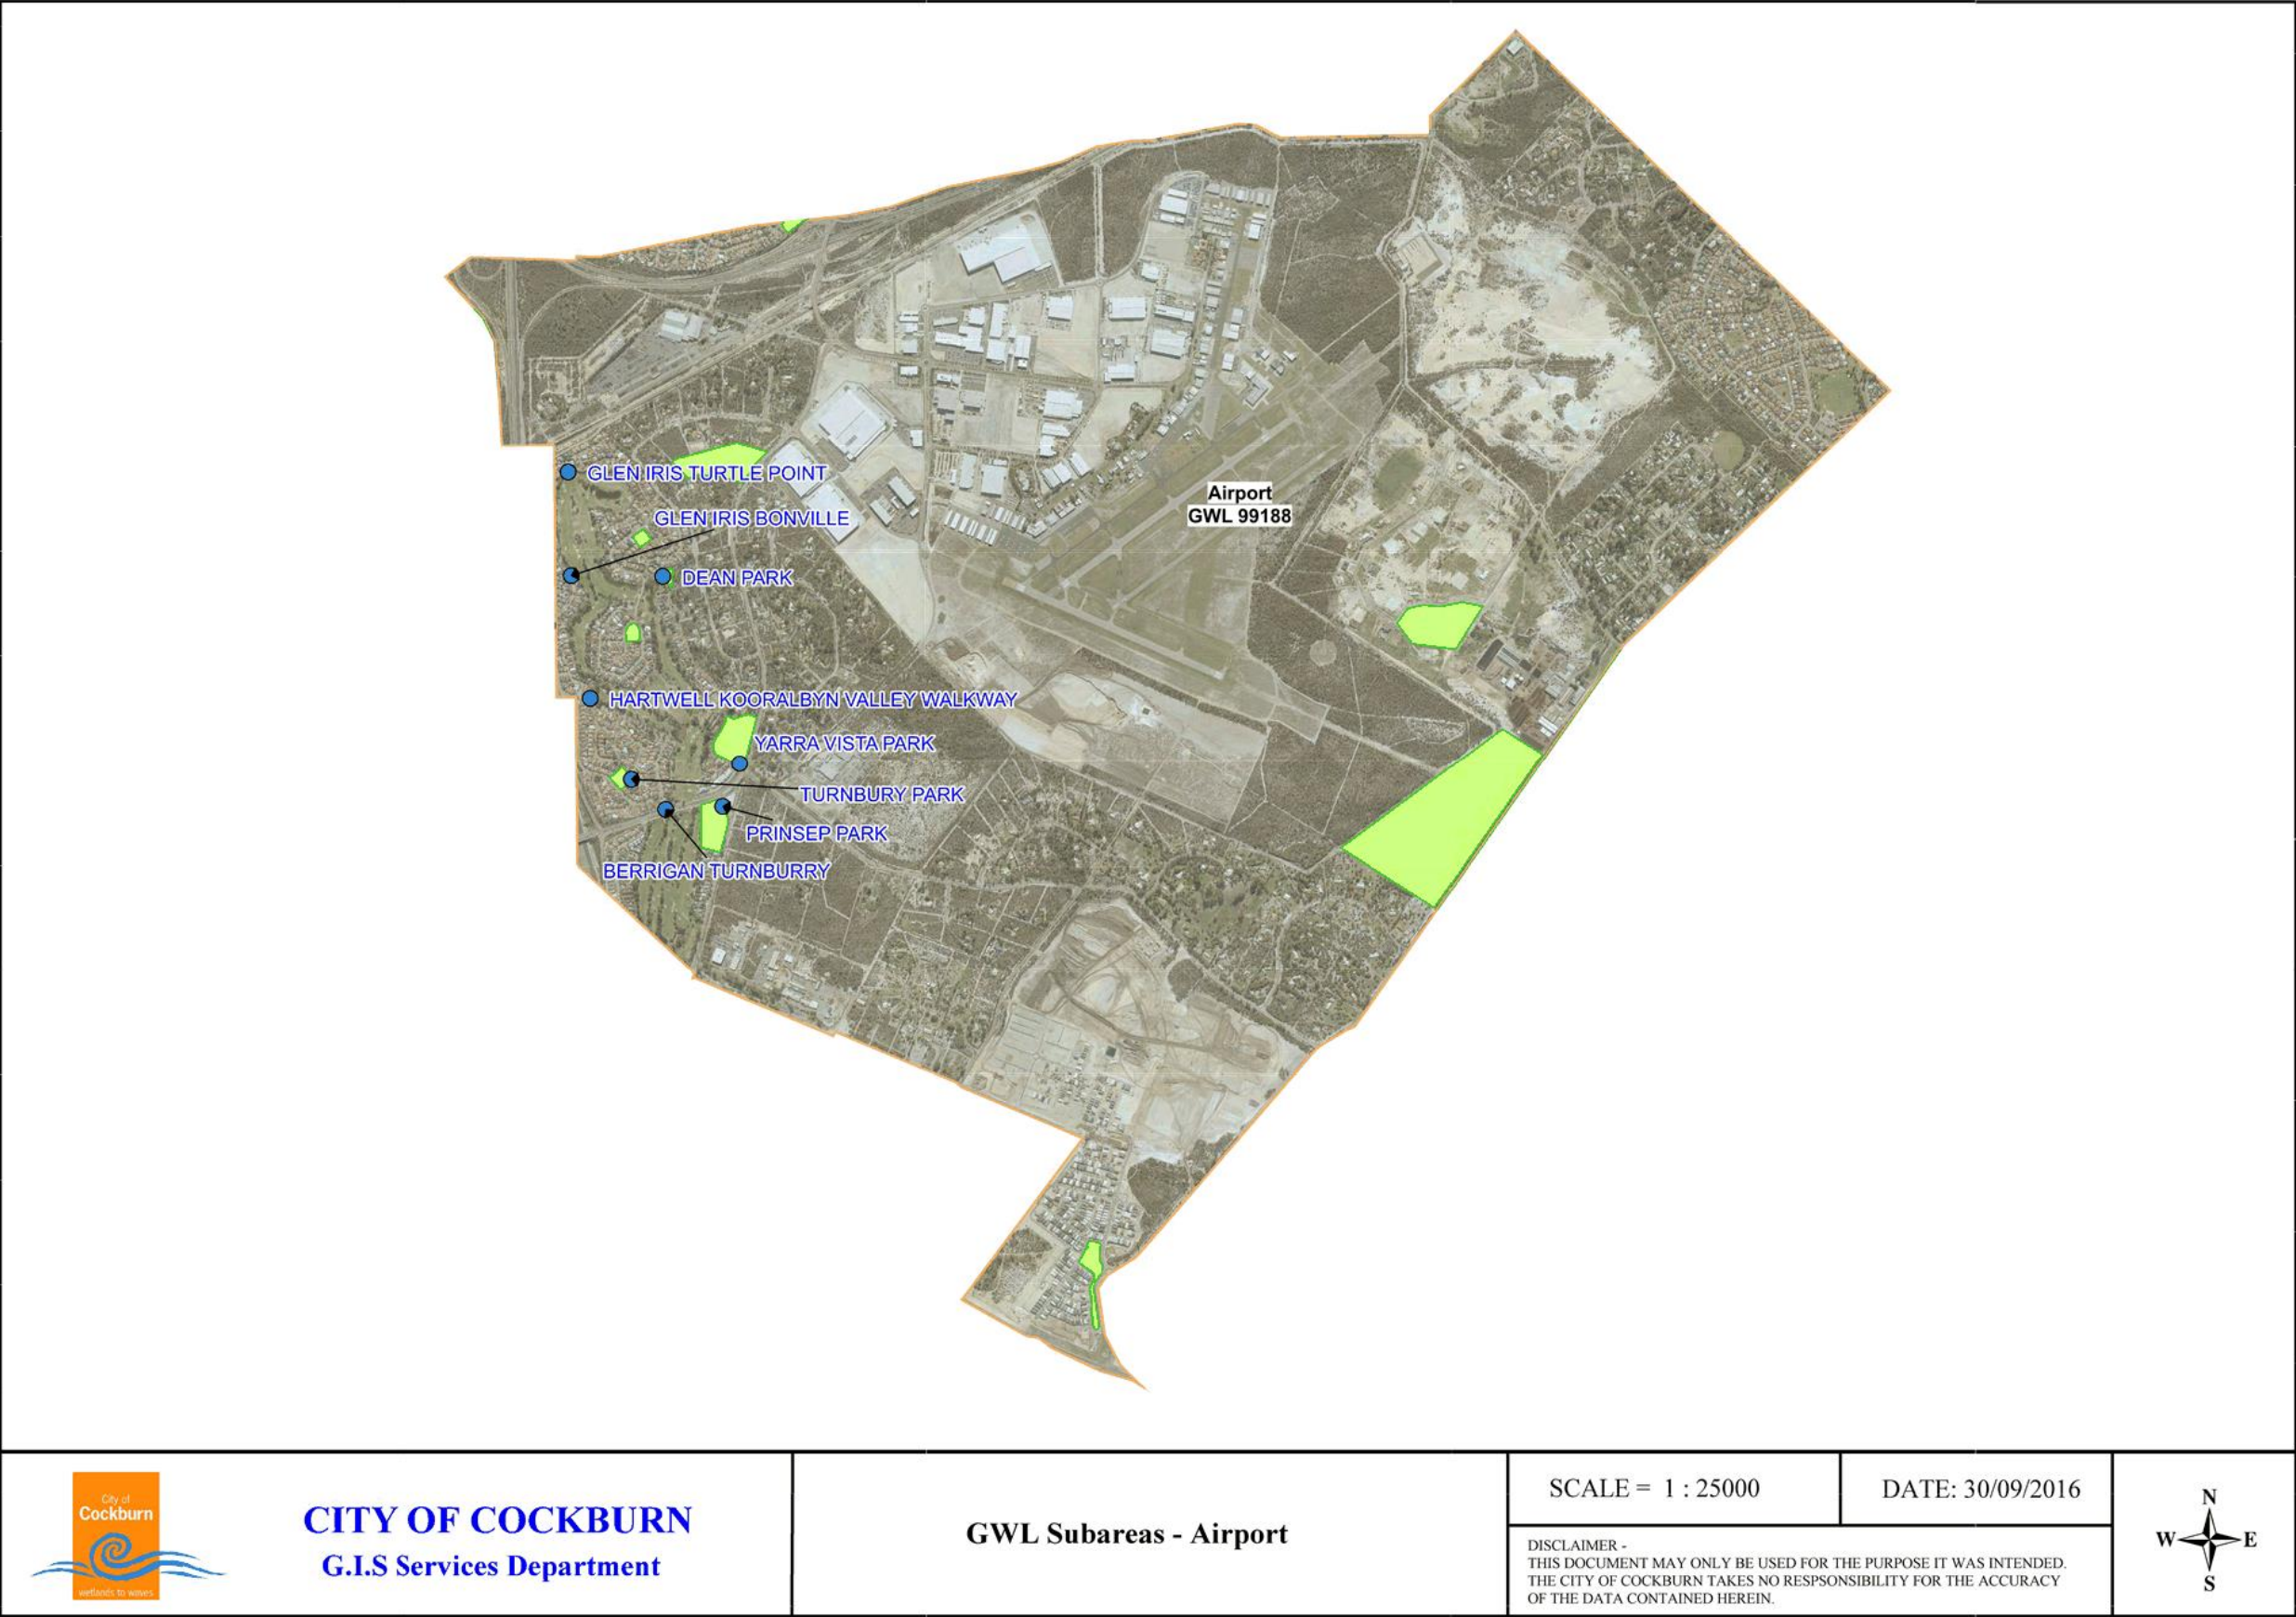 Airport
GWL 99188
GLEN IRIS TURTLE POINT
GLEN IRIS BONVILLE
DEAN PARK
HARTWELL KOORALBYN VALLEY WALKWAY
YARRA VISTA PARK
TURNBURY PARK
PRINSEP PARK
BERRIGAN TURNBURRY
City of
Cockburn
wetlands to waves
CITY OF COCKBURN
G.I.S Services Department
GWL Subareas - Airport
SCALE = 1 : 25000
DATE: 30/09/2016
DISCLAIMER -
THIS DOCUMENT MAY ONLY BE USED FOR THE PURPOSE IT WAS INTENDED.
THE CITY OF COCKBURN TAKES NO RESPSONSIBILITY FOR THE ACCURACY
OF THE DATA CONTAINED HEREIN.
N
W E
S